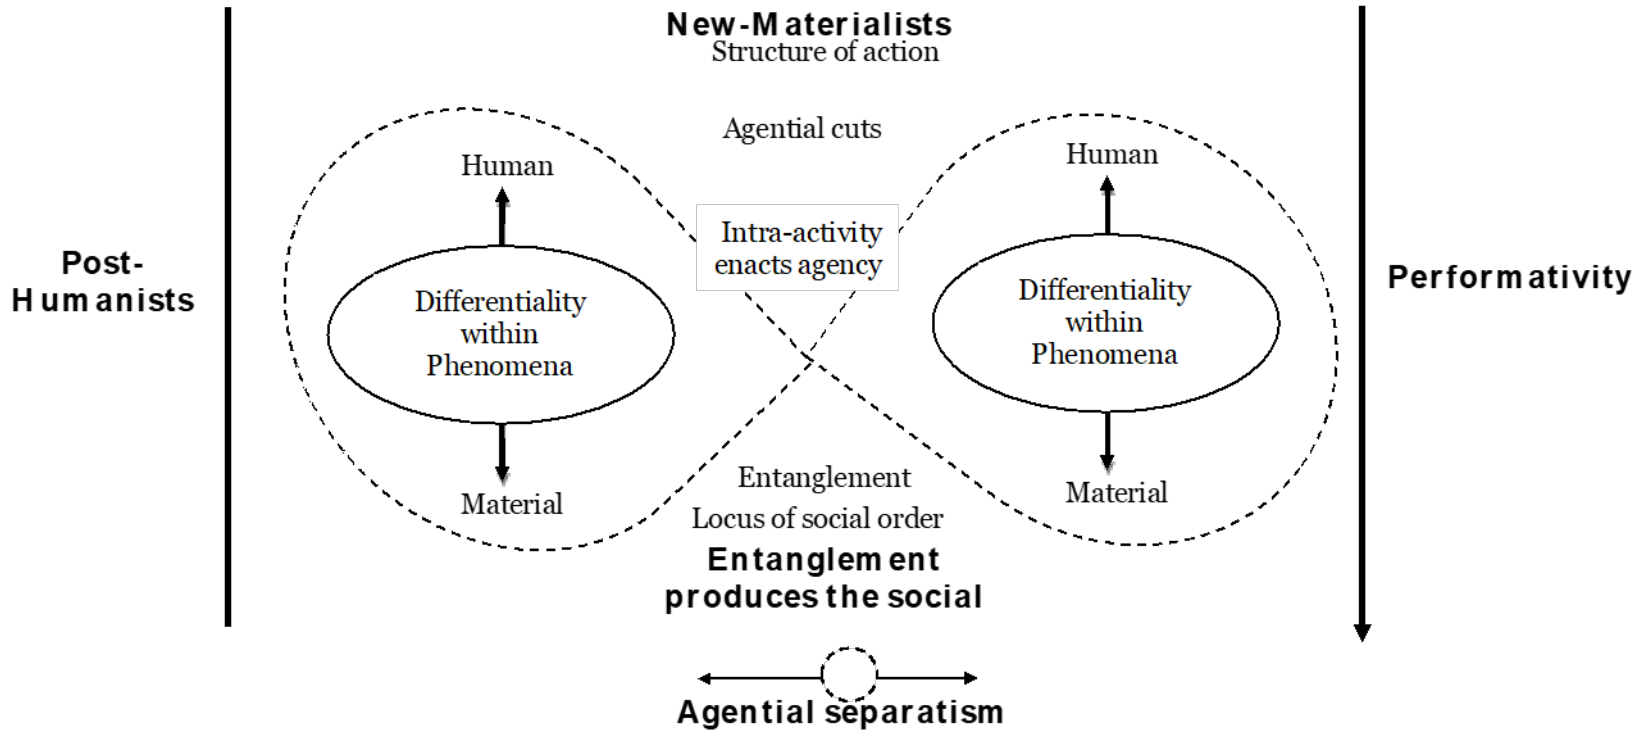 New-Materialists
Structure of action
Agential cuts
Human
Human
Intra-activity
enacts agency
Post-
Humanists
Differentiality
within
Phenomena
Differentiality
within
Phenomena
Performativity
Material
Material
Entanglement
Locus of social order
Entanglement
produces the social
Agential separatism